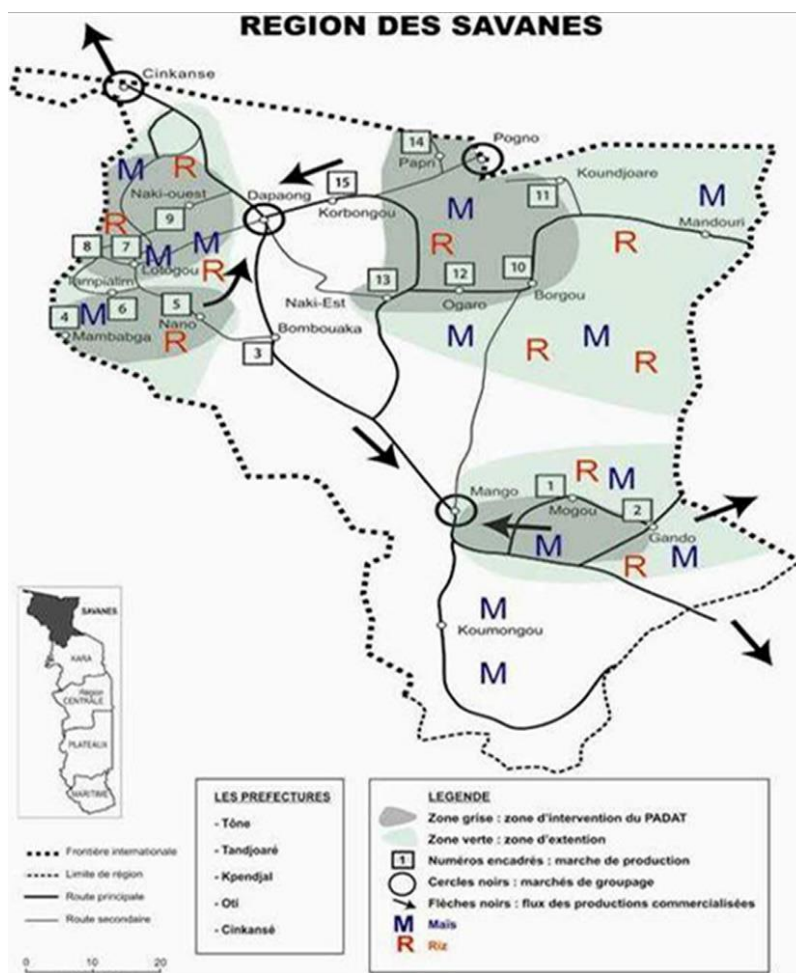 REGION DES SAVANES
Cinkanse
Pogno
14
Papri
M
R
15
Koundjoare
Naki-ouest
Dapaong
Korbongou
11
M
M
Mandouri
9
R
M
R
R
8
7
M
Lotogou
R
13
12
10
Tampialim
5
Naki-Est
Ogaro
Borgou
4
M
6
Nano
Bombouaka
M
M
Mambabga
R
3
R
R
R
M
Mango
1
Mogou
2
M
Gando
R
M
M
Koumongou
M
SAVANES
KARA
Région
CENTRALE
PLATEAUX
MARITIME
Frontière internationale
Limite de région
Route principale
Route secondaire
0 10 20
LES PREFECTURES
- Tône
- Tandjoaré
- Kpendjal
- Oti
- Cinkansé
LEGENDE
Zone grise : zone d'intervention du PADAT
Zone verte : zone d'extention
1 Numéros encadrés : marche de production
Cercles noirs : marchés de groupage
Flèches noirs : flux des productions commercialisées
M Maïs
R Riz